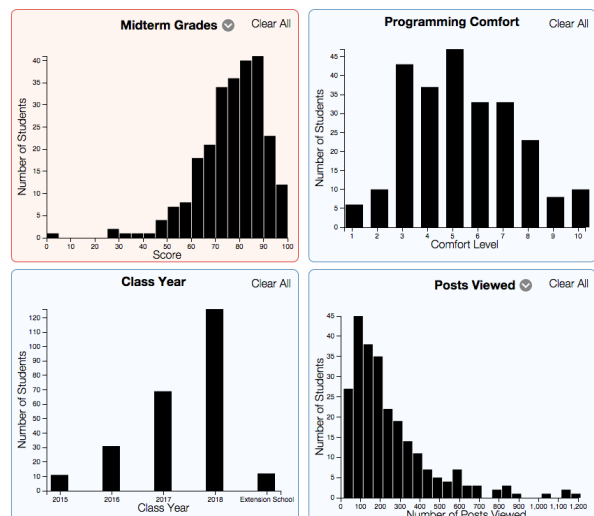 Midterm Grades Clear All
Number of Students
40
35
30
25
20
15
10
5
0
0 10 20 30 40 50 60 70 80 90 100
Score
Programming Comfort Clear All
Number of Students
45
40
35
30
25
20
15
10
5
1 2 3 4 5 6 7 8 9 10
Comfort Level
Class Year Clear All
Number of Students
120
110
100
90
80
70
60
50
40
30
20
10
0
2015 2016 2017 2018 Extension School
Class Year
Posts Viewed Clear All
Number of Students
45
40
35
30
25
20
15
10
5
0
0 100 200 300 400 500 600 700 800 900 1,000 1,100 1,200
Number of Posts Viewed